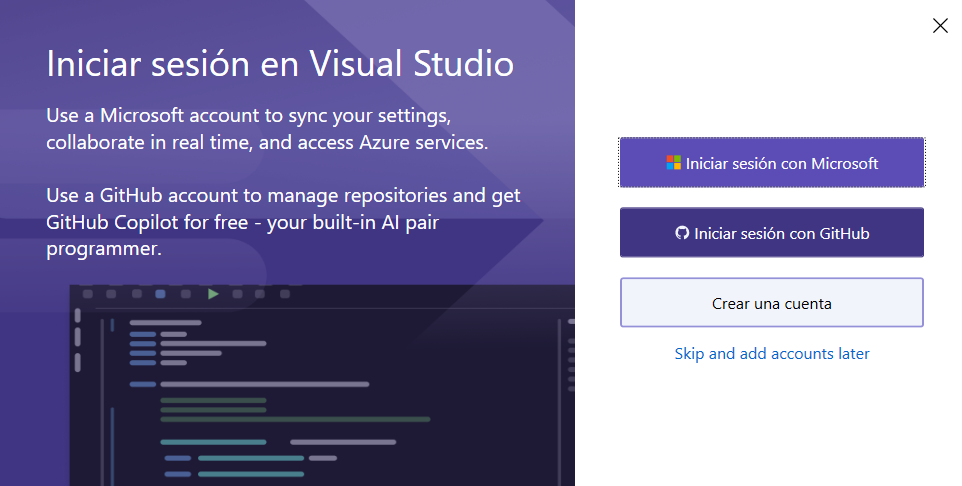 Iniciar sesión en Visual Studio
Use a Microsoft account to sync your settings,
collaborate in real time, and access Azure services.
Use a GitHub account to manage repositories and get
GitHub Copilot for free - your built-in AI pair
programmer.
Iniciar sesión con Microsoft
Iniciar sesión con GitHub
Crear una cuenta
Skip and add accounts later